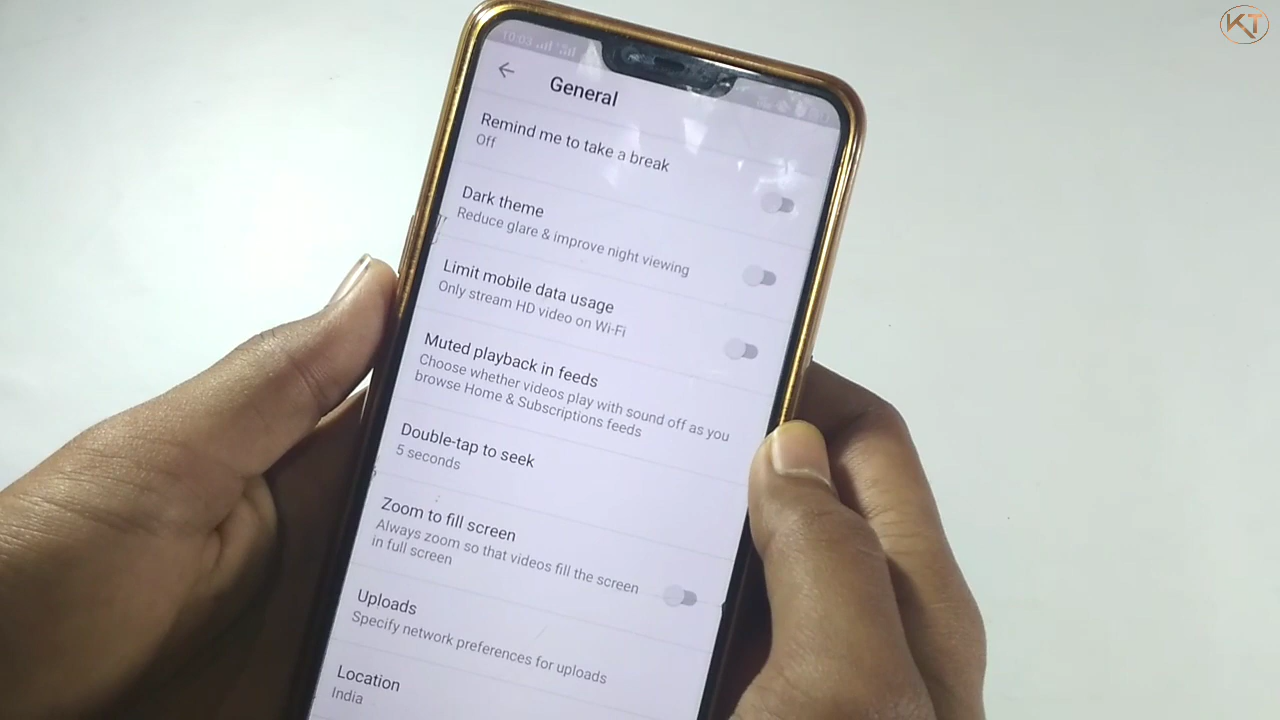 KT
10:03
General
Remind me to take a break
Off
Dark theme
Reduce glare & improve night viewing
Limit mobile data usage
Only stream HD video on Wi-Fi
Muted playback in feeds
Choose whether videos play with sound off as you
browse Home & Subscriptions feeds
Double-tap to seek
5 seconds
Zoom to fill screen
Always zoom so that videos fill the screen
in full screen
Uploads
Specify network preferences for uploads
Location
India